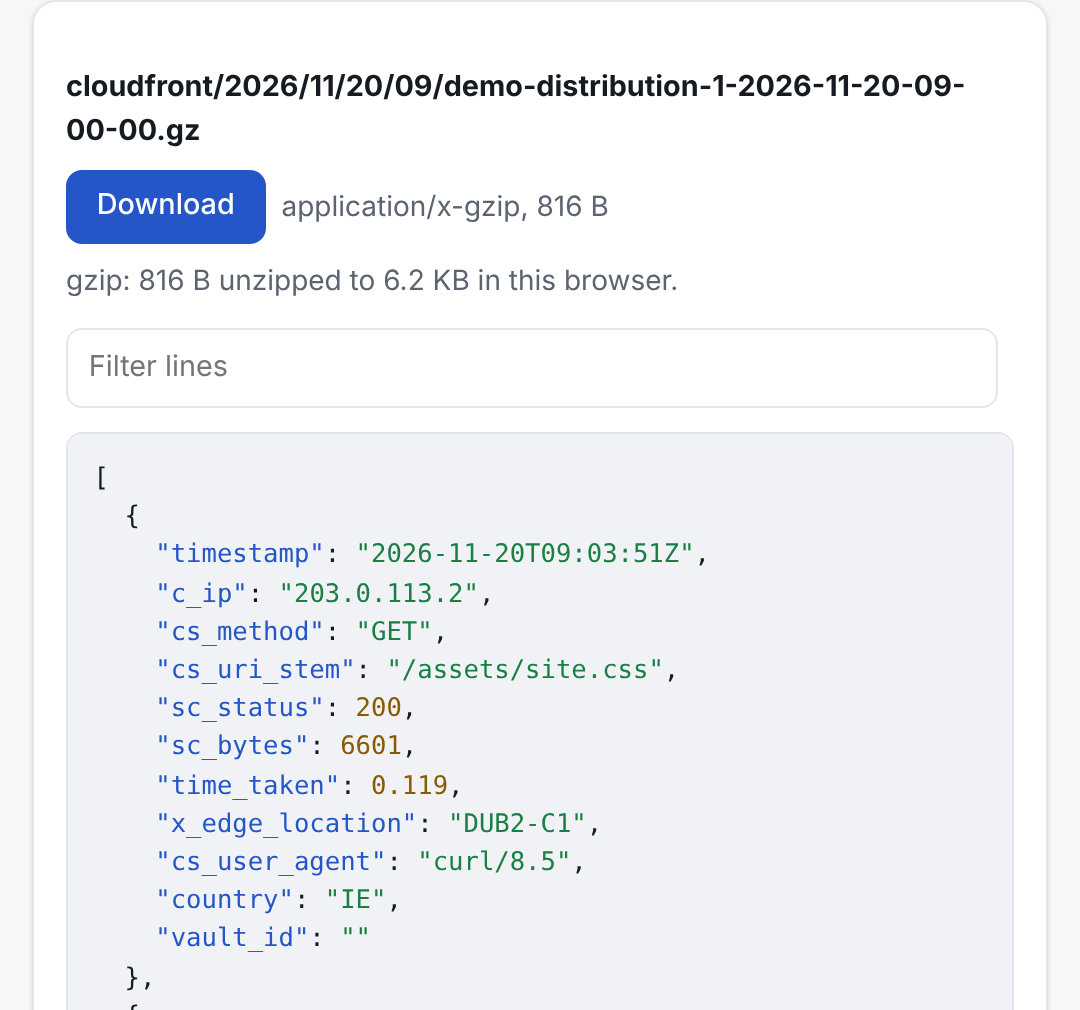 cloudfront/2026/11/20/09/demo-distribution-1-2026-11-20-09-
00-00.gz
Download application/x-gzip, 816 B
gzip: 816 B unzipped to 6.2 KB in this browser.
Filter lines
[
  {
    "timestamp": "2026-11-20T09:03:51Z",
    "c_ip": "203.0.113.2",
    "cs_method": "GET",
    "cs_uri_stem": "/assets/site.css",
    "sc_status": 200,
    "sc_bytes": 6601,
    "time_taken": 0.119,
    "x_edge_location": "DUB2-C1",
    "cs_user_agent": "curl/8.5",
    "country": "IE",
    "vault_id": ""
  },
  {